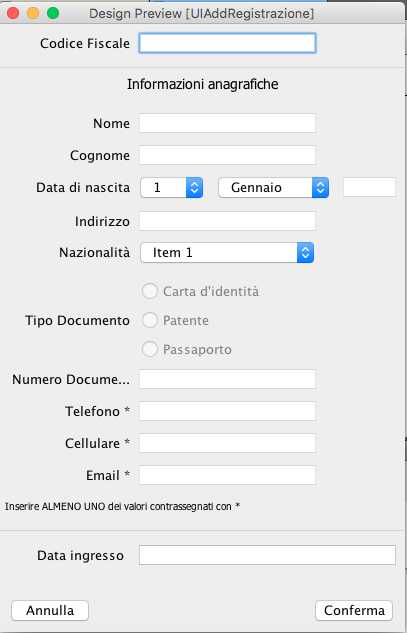 Design Preview [UIAddRegistrazione]
Codice Fiscale
Informazioni anagrafiche
Nome
Cognome
Data di nascita 1 Gennaio
Indirizzo
Nazionalità Item 1
Carta d'identità
Tipo Documento Patente
Passaporto
Numero Docume...
Telefono *
Cellulare *
Email *
Inserire ALMENO UNO dei valori contrassegnati con *
Data ingresso
Annulla Conferma